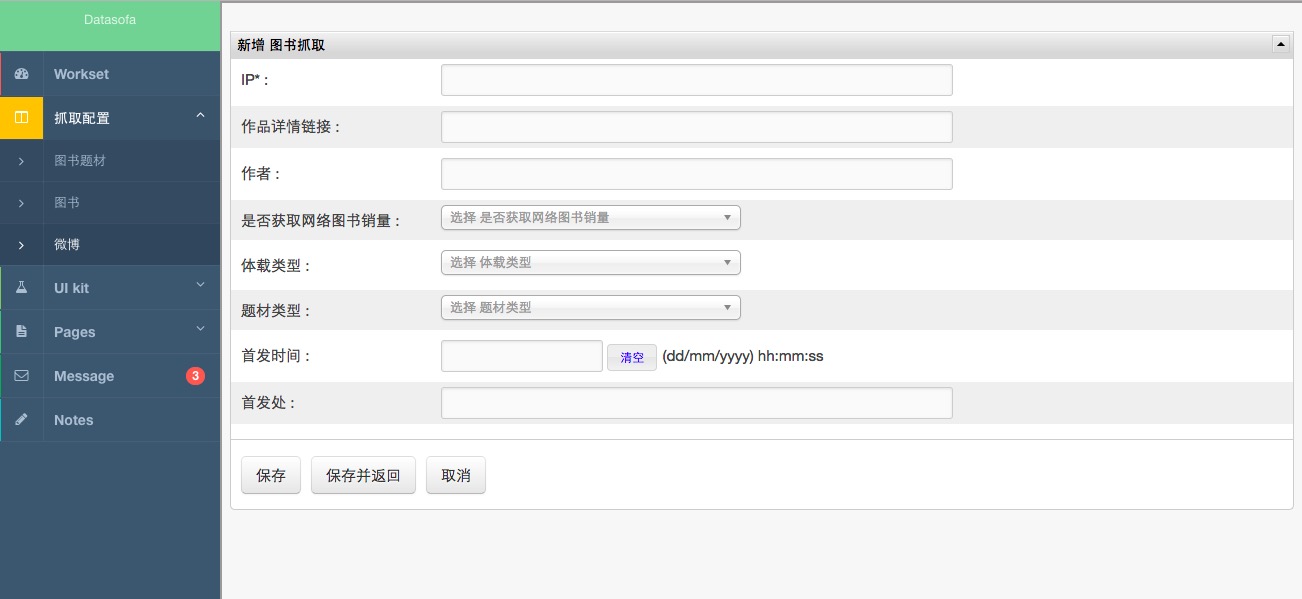 Datasofa
Workset
抓取配置
图书题材
图书
微博
UI kit
Pages
Message 3
Notes
新增 图书抓取
IP* :
作品详情链接 :
作者 :
是否获取网络图书销量 : 选择 是否获取网络图书销量
体载类型 : 选择 体载类型
题材类型 : 选择 题材类型
首发时间 : 清空 (dd/mm/yyyy) hh:mm:ss
首发处 :
保存 保存并返回 取消